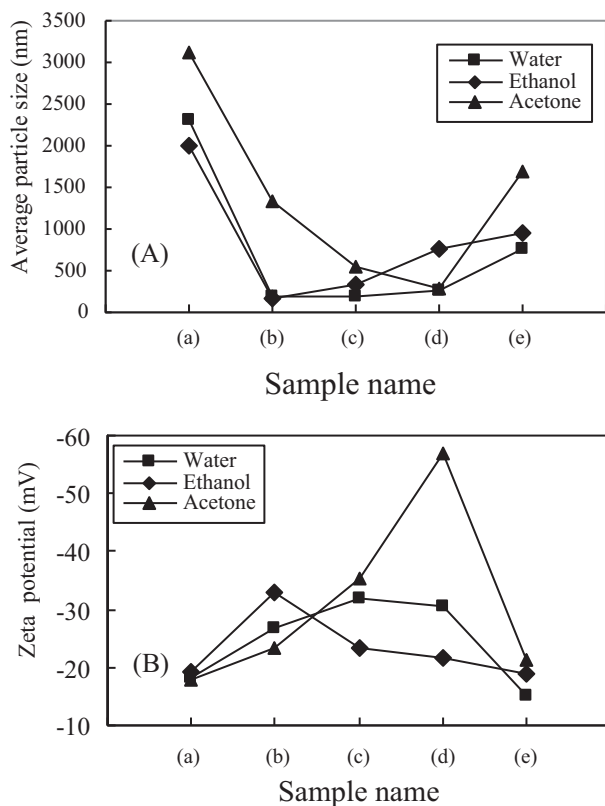 3500
3000
2500
2000
1500
1000
500
0
Average particle size (nm)
Water
Ethanol
Acetone
(A)
(a) (b) (c) (d) (e)
Sample name
-60
-50
-40
-30
-20
-10
Zeta potential (mV)
Water
Ethanol
Acetone
(B)
(a) (b) (c) (d) (e)
Sample name